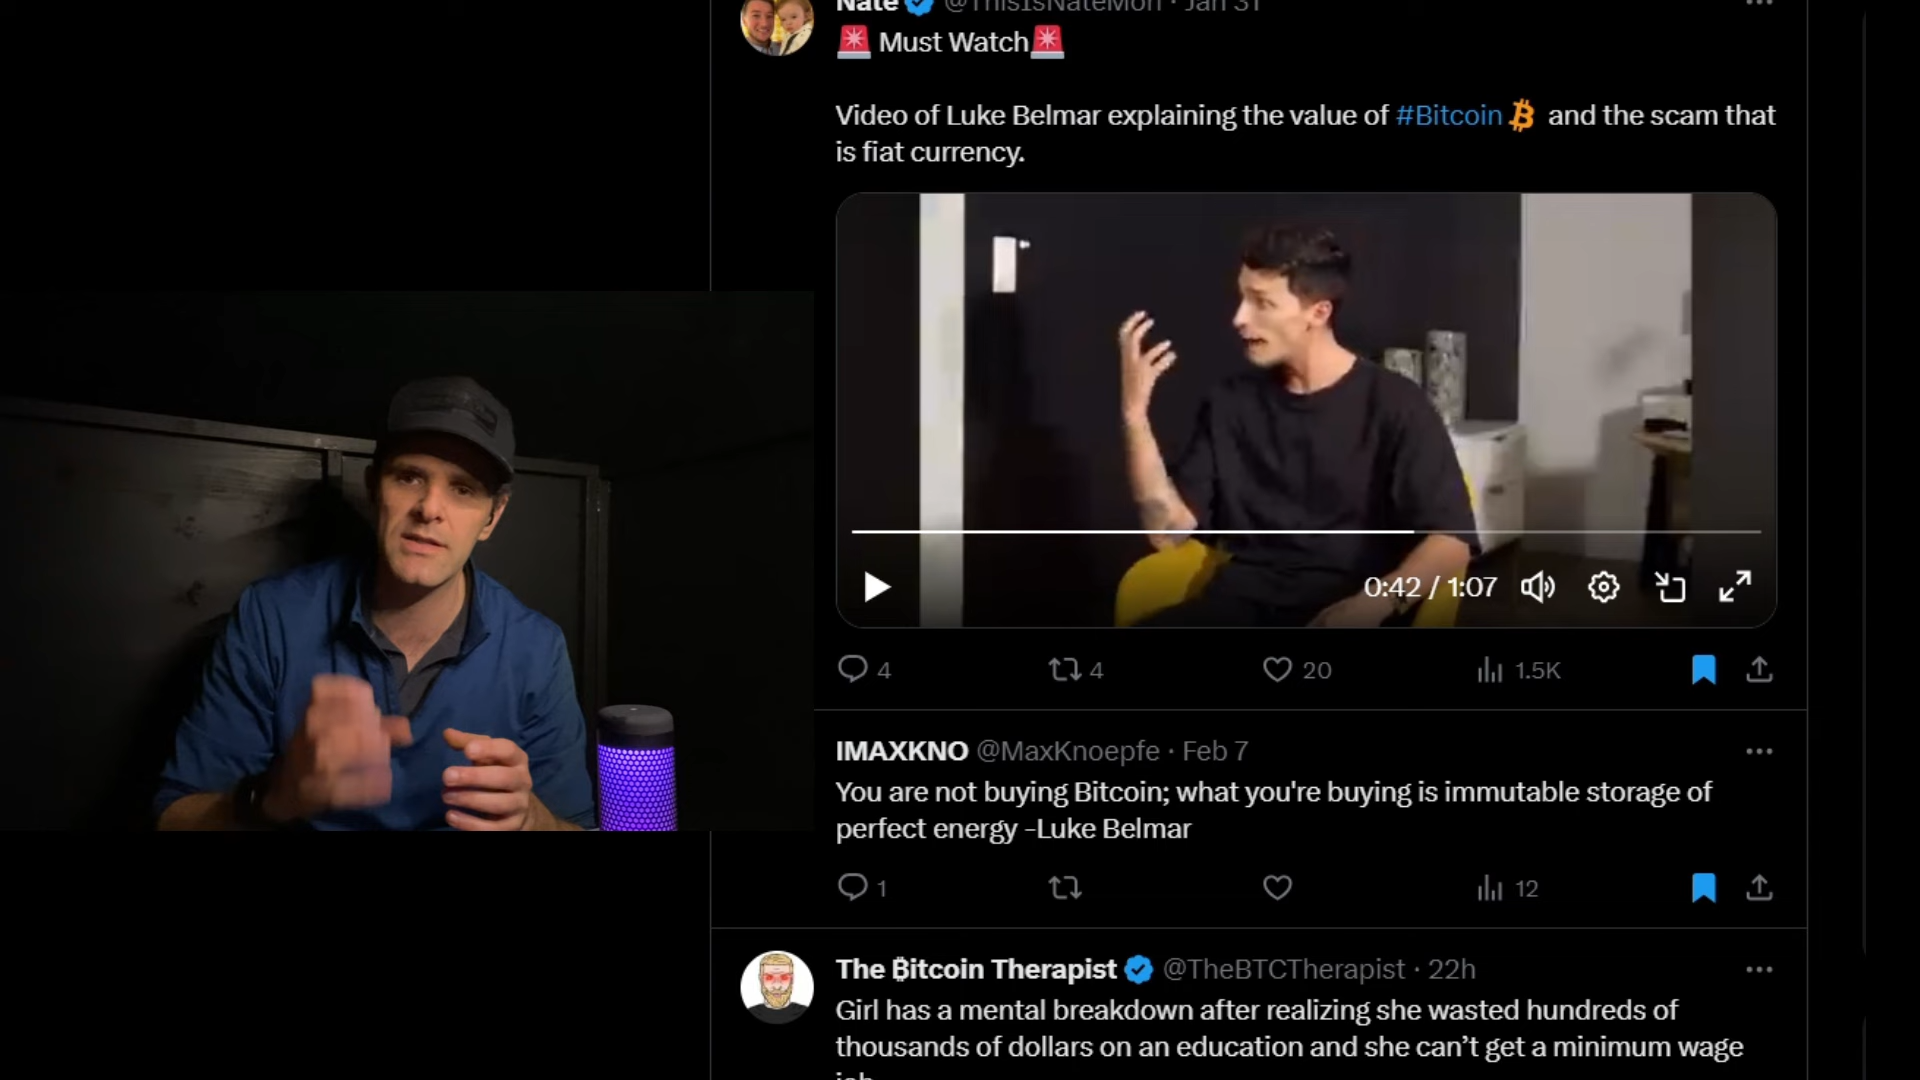 Nate @ThisIsNateMon · Jan 31
Must Watch
Video of Luke Belmar explaining the value of #Bitcoin and the scam that
is fiat currency.
0:42 / 1:07
4 4 20 1.5K
IMAXKNO @MaxKnoepfe · Feb 7
You are not buying Bitcoin; what you're buying is immutable storage of
perfect energy -Luke Belmar
1 12
The ₿itcoin Therapist @TheBTCTherapist · 22h
Girl has a mental breakdown after realizing she wasted hundreds of
thousands of dollars on an education and she can’t get a minimum wage
job